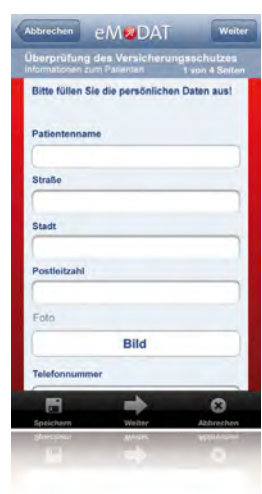 Abbrechen
eMDAT
Weiter
Überprüfung des Versicherungsschutzes
Informationen zum Patienten 1 von 4 Seiten
Bitte füllen Sie die persönlichen Daten aus!
Patientenname
Straße
Stadt
Postleitzahl
Foto
Bild
Telefonnummer
Speichern Weiter Abbrechen